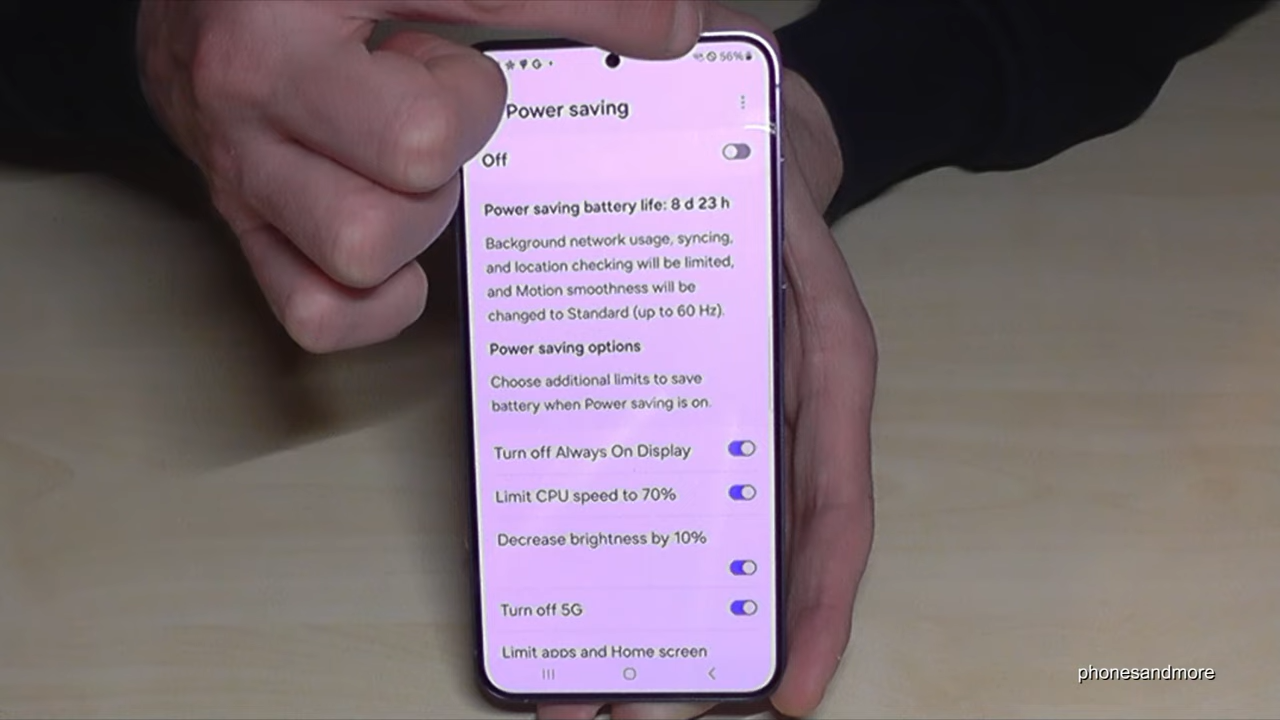 56%
Power saving
Off
Power saving battery life: 8 d 23 h
Background network usage, syncing,
and location checking will be limited,
and Motion smoothness will be
changed to Standard (up to 60 Hz).
Power saving options
Choose additional limits to save
battery when Power saving is on.
Turn off Always On Display
Limit CPU speed to 70%
Decrease brightness by 10%
Turn off 5G
Limit apps and Home screen
phonesandmore